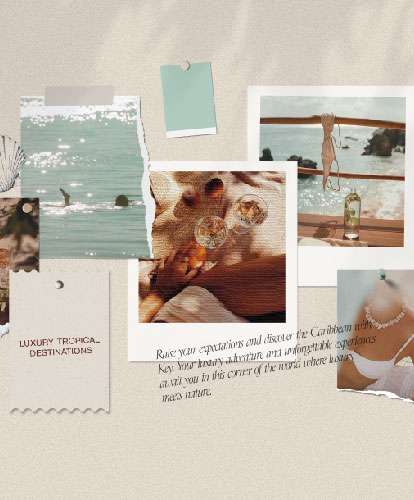 LUXURY TROPICAL
DESTINATIONS
Raise your expectations and discover the Caribbean with
Key. Your luxury adventure and unforgettable experiences
await you in this corner of the world where luxury
meets nature.